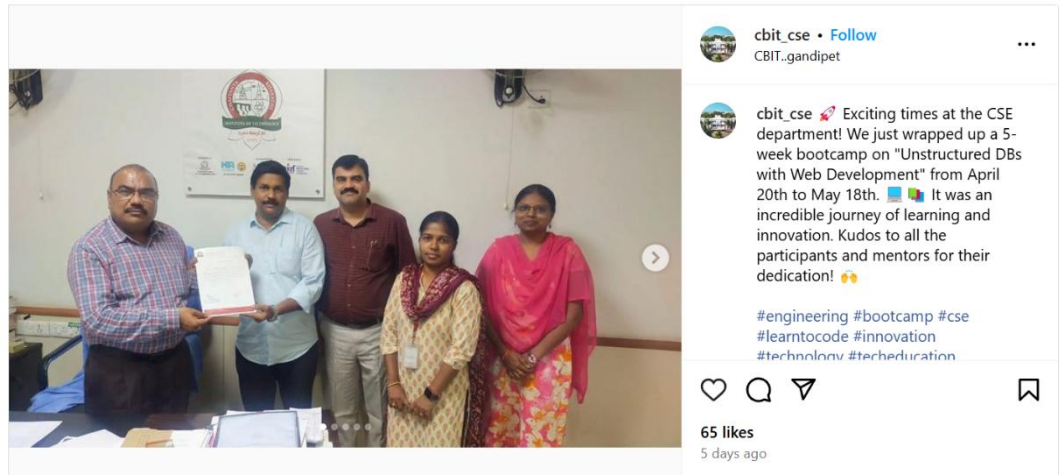 cbit_cse • Follow
CBIT..gandipet
cbit_cse 🚀 Exciting times at the CSE
department! We just wrapped up a 5-
week bootcamp on "Unstructured DBs
with Web Development" from April
20th to May 18th. 💻 📚 It was an
incredible journey of learning and
innovation. Kudos to all the
participants and mentors for their
dedication! 🙌
#engineering #bootcamp #cse
#learntocode #innovation
#technology #techeducation
65 likes
5 days ago